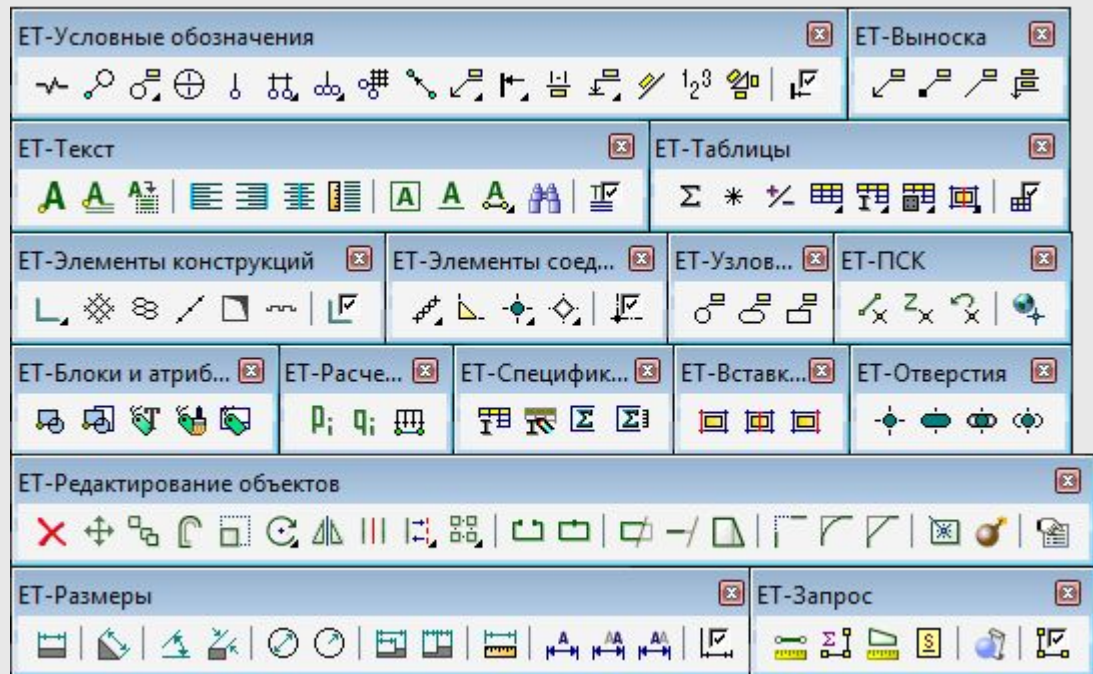 ЕТ-Условные обозначения
ЕТ-Выноска
ЕТ-Текст
ЕТ-Таблицы
ЕТ-Элементы конструкций
ЕТ-Элементы соед...
ЕТ-Узлов...
ЕТ-ПСК
ЕТ-Блоки и атриб...
ЕТ-Расче...
ЕТ-Специфик...
ЕТ-Вставк...
ЕТ-Отверстия
ЕТ-Редактирование объектов
ЕТ-Размеры
ЕТ-Запрос